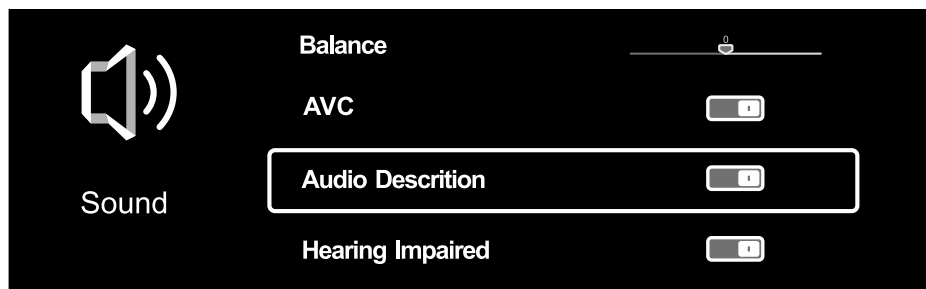 Balance
0
AVC
Audio Descrition
Sound
Hearing Impaired